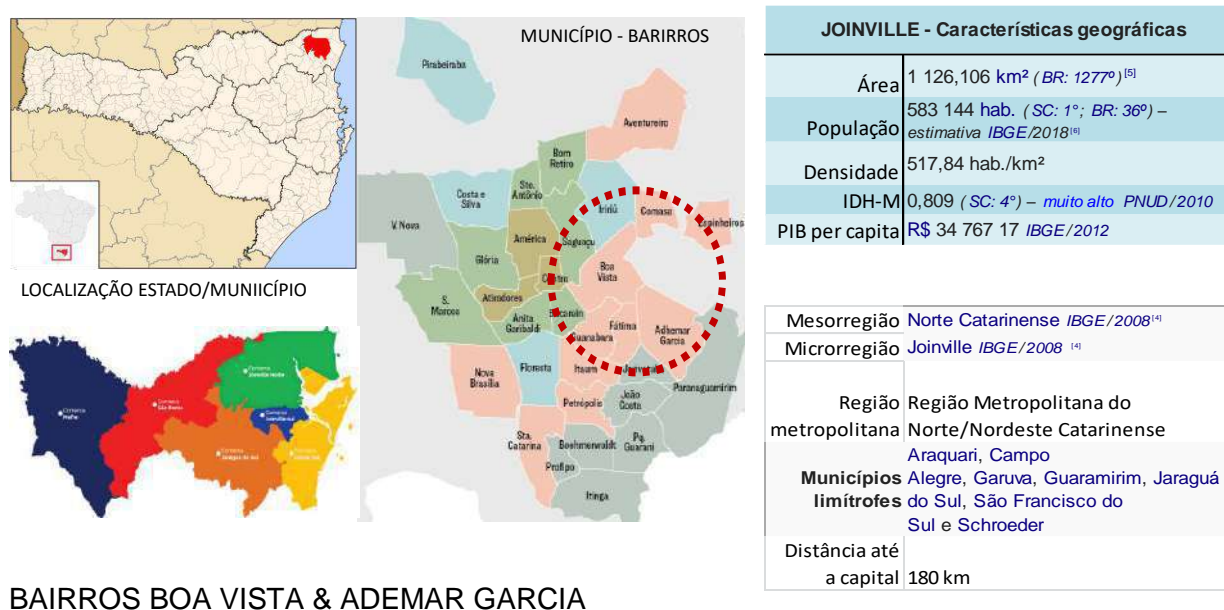 MUNICÍPIO - BARIRROS
LOCALIZAÇÃO ESTADO/MUNIICÍPIO
Pirabeiraba
Aventureiro
Bom
Retiro
Costa e
Silva
Sto.
Antônio
Iririú
Comasa
Espinheiros
V. Nova
América
Saguaçu
Glória
Boa
Vista
Centro
Atiradores
S.
Marcos
Anita
Garibaldi
Bucarein
Fátima
Adhemar
Garcia
Guanabara
Nova
Brasília
Floresta
Itaum
Jarivatuba
Paranaguamirim
João
Costa
Petrópolis
Sta.
Catarina
Boehmerwaldt
Pq.
Guarani
Profipo
Itinga
JOINVILLE - Características geográficas
Área 1 126,106 km² (BR: 1277º)[5]
População 583 144 hab. (SC: 1°; BR: 36º) –
estimativa IBGE/2018[6]
Densidade 517,84 hab./km²
IDH-M 0,809 (SC: 4°) – muito alto PNUD/2010
PIB per capita R$ 34 767 17 IBGE/2012
Mesorregião Norte Catarinense IBGE/2008[4]
Microrregião Joinville IBGE/2008 [4]
Região Região Metropolitana do
metropolitana Norte/Nordeste Catarinense
Araquari, Campo
Municípios Alegre, Garuva, Guaramirim, Jaraguá
limítrofes do Sul, São Francisco do
Sul e Schroeder
Distância até
a capital 180 km
BAIRROS BOA VISTA & ADEMAR GARCIA